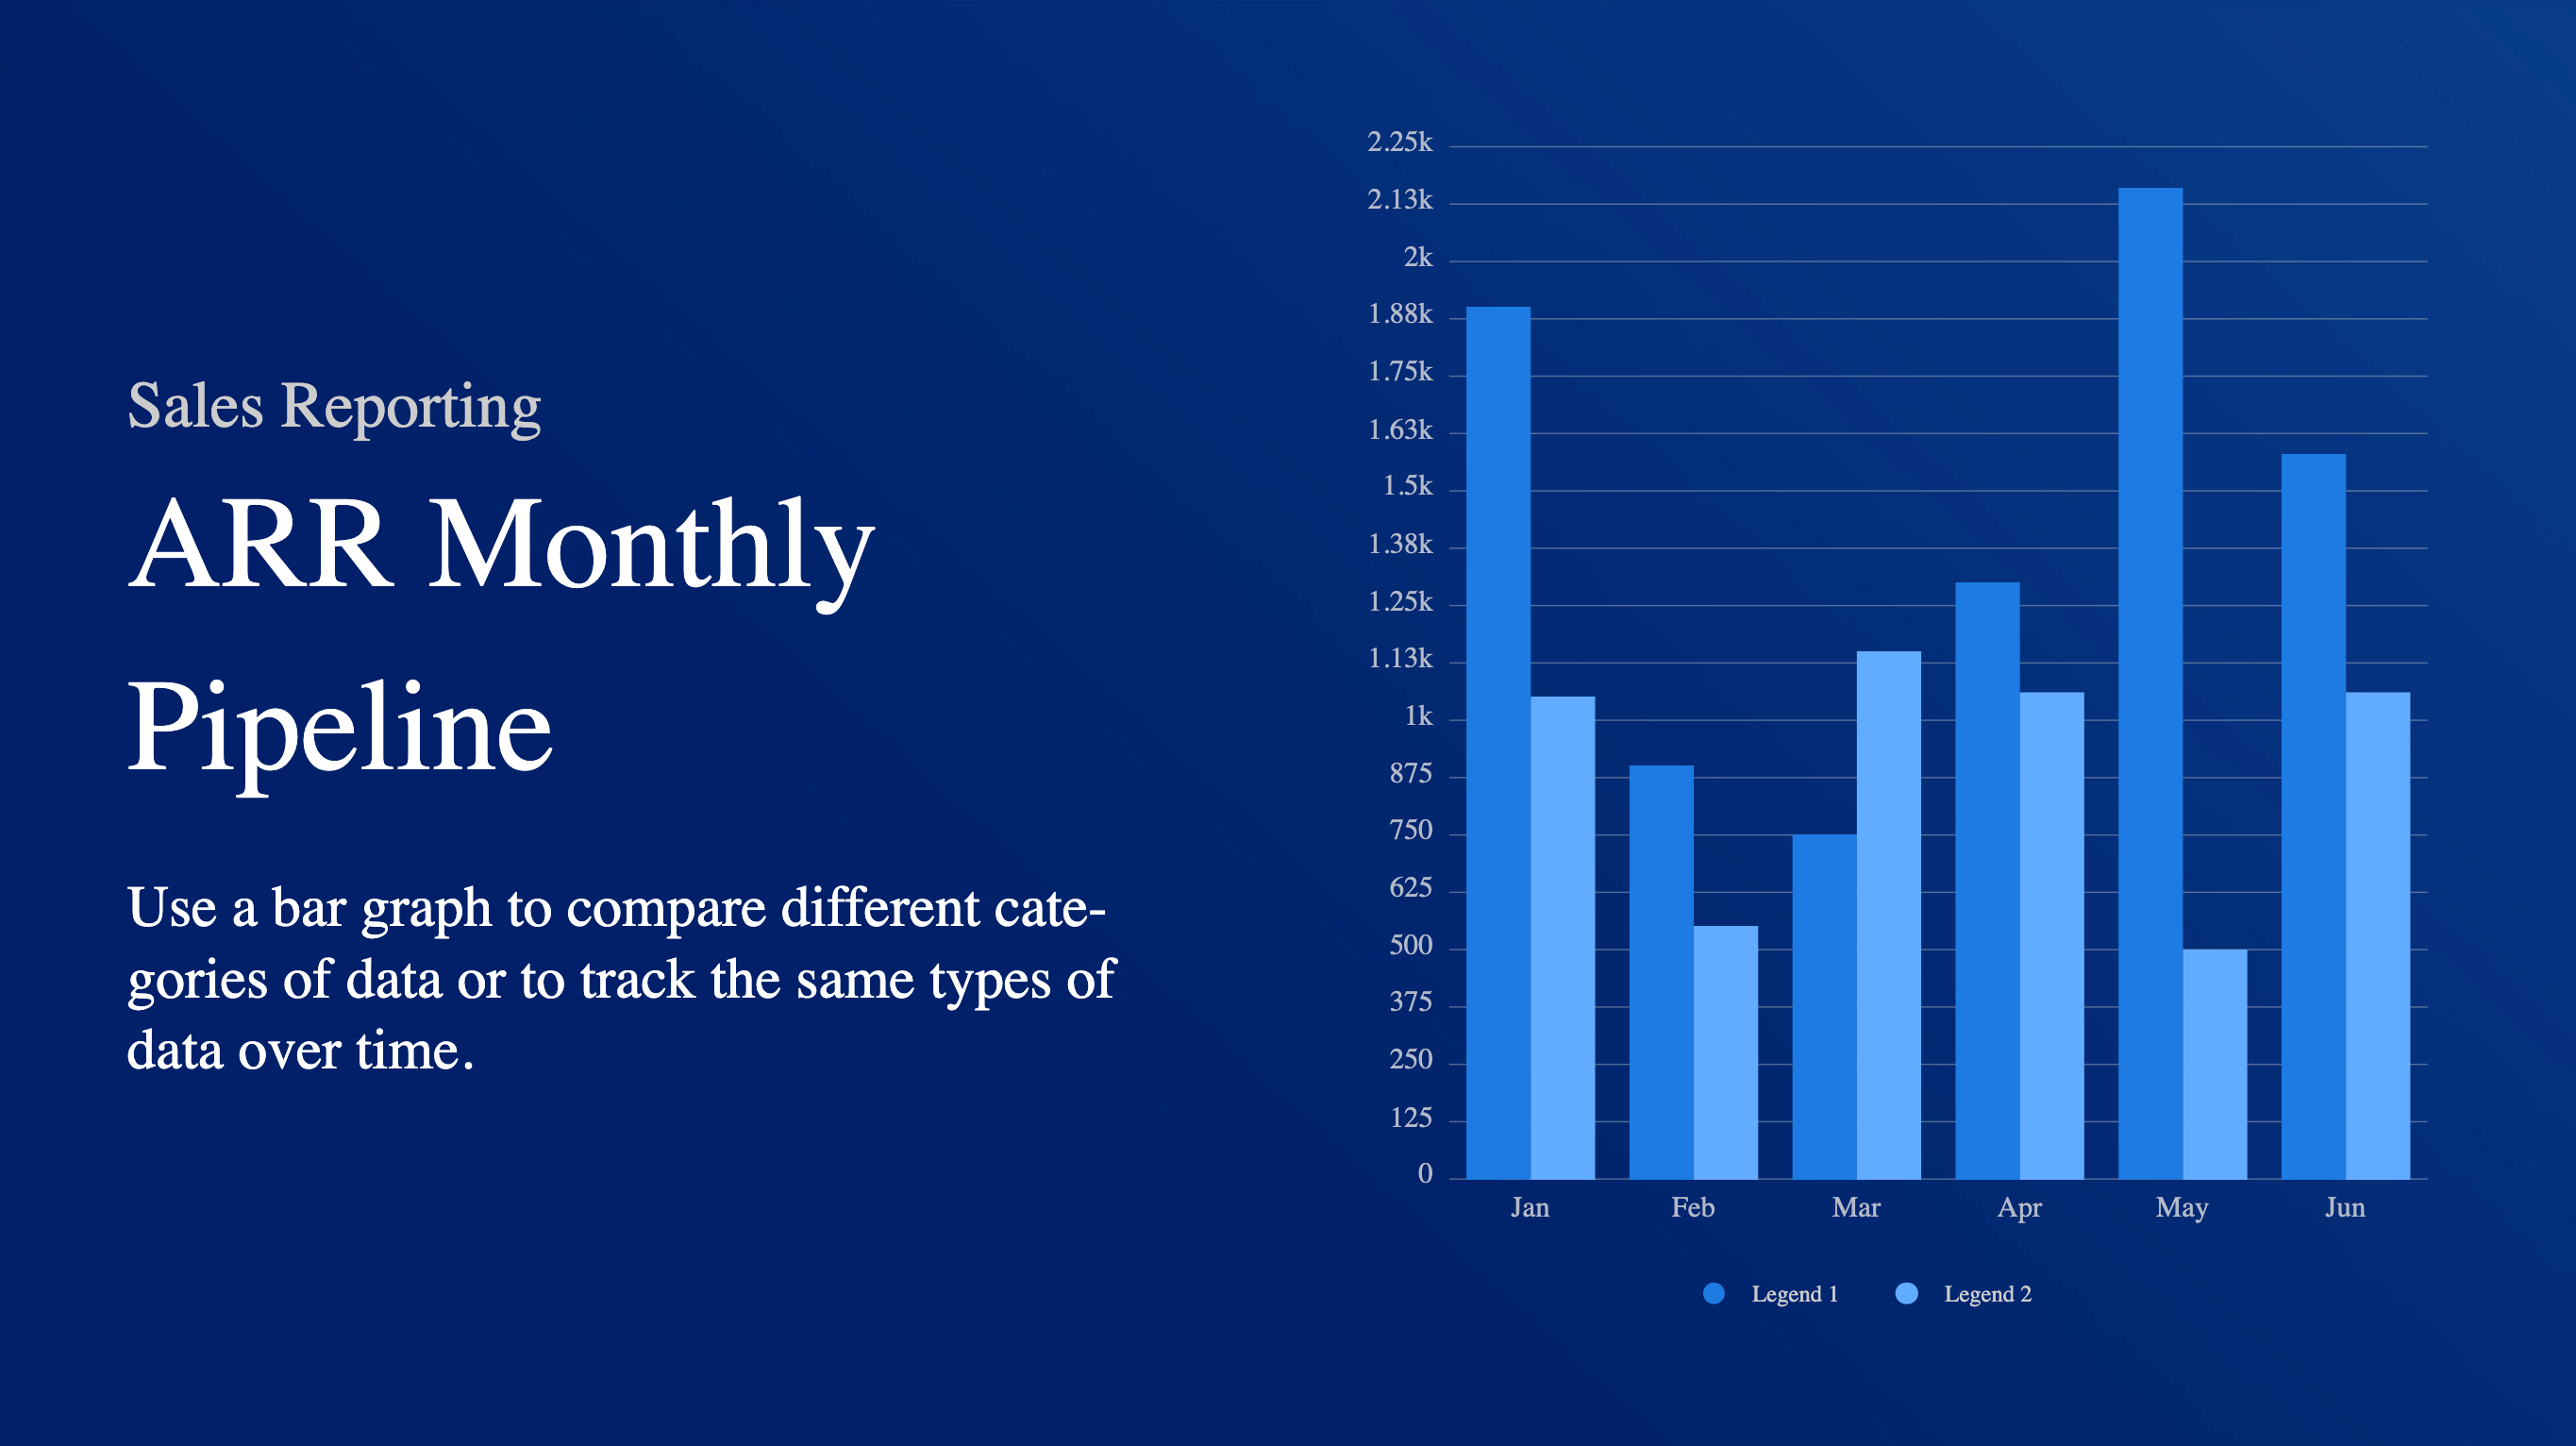 Sales Reporting
ARR Monthly
Pipeline
Use a bar graph to compare different cate-
gories of data or to track the same types of
data over time.
2.25k
2.13k
2k
1.88k
1.75k
1.63k
1.5k
1.38k
1.25k
1.13k
1k
875
750
625
500
375
250
125
0
Jan Feb Mar Apr May Jun
Legend 1 Legend 2